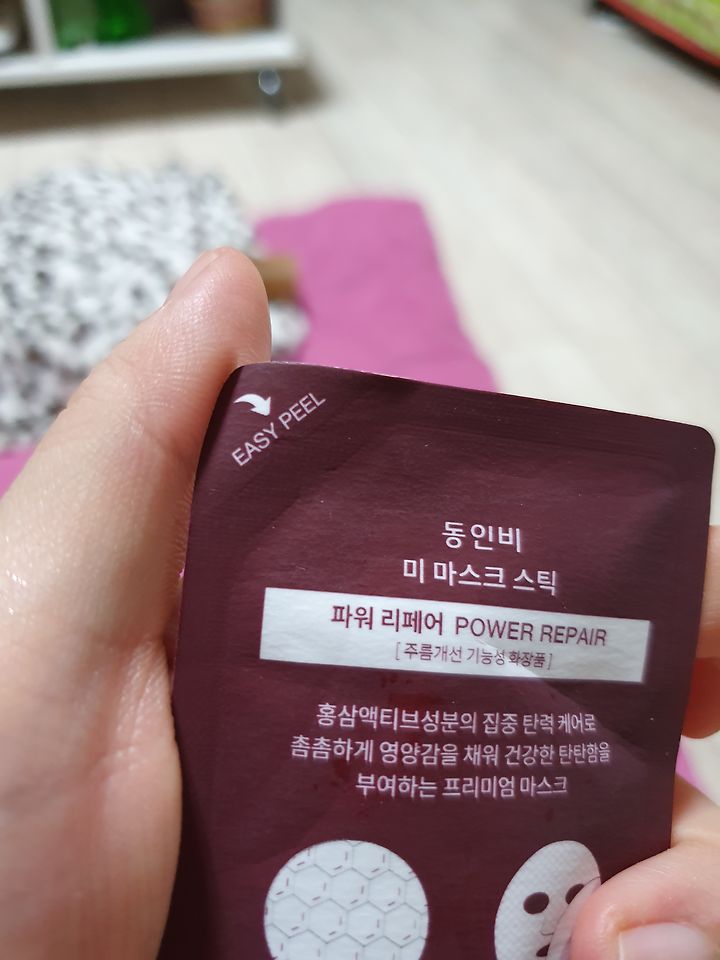 EASY PEEL
동인비
미 마스크 스틱
파워 리페어 POWER REPAIR
[ 주름개선 기능성 화장품 ]
홍삼액티브성분의 집중 탄력 케어로
촘촘하게 영양감을 채워 건강한 탄탄함을
부여하는 프리미엄 마스크